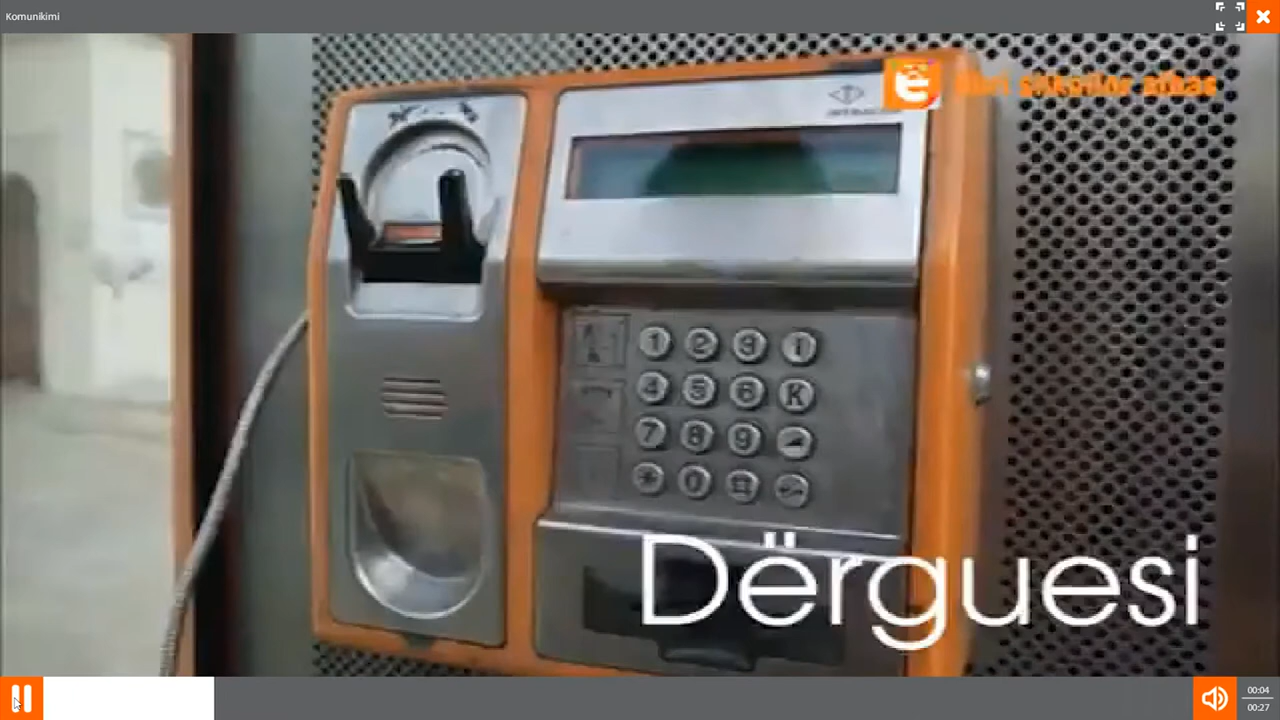 Komunikimi
ë
1 2 3 i
4 5 6 K
7 8 9
* 0 #
Dërguesi
00:04
00:27